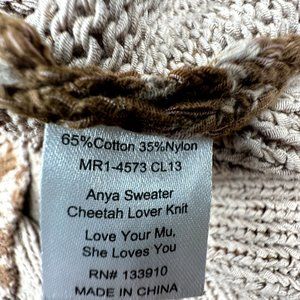 65%Cotton 35%Nylon
MR1-4573 CL13
Anya Sweater
Cheetah Lover Knit
Love Your Mu,
She Loves You
RN# 133910
MADE IN CHINA